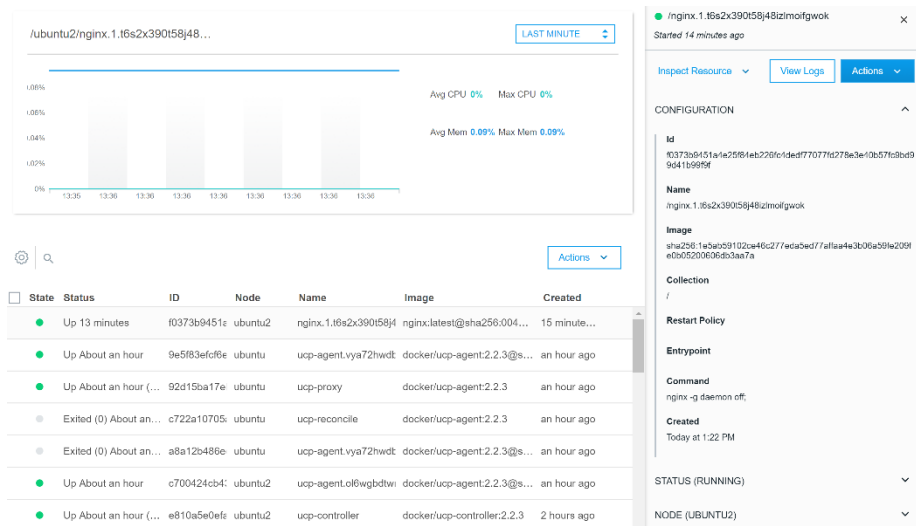 /ubuntu2/nginx.1.t6s2x390t58j48...
LAST MINUTE
0.08%
0.06%
0.04%
0.02%
0%
13:35 13:36 13:36 13:36 13:36 13:36 13:36 13:36 13:36
Avg CPU 0% Max CPU 0%
Avg Mem 0.09% Max Mem 0.09%
Actions
State Status ID Node Name Image Created
Up 13 minutes f0373b9451a ubuntu2 nginx.1.t6s2x390t58j4 nginx:latest@sha256:004... 15 minute...
Up About an hour 9e5f83efcf6e ubuntu ucp-agent.vya72hwdt docker/ucp-agent:2.2.3@s... an hour ago
Up About an hour (... 92d15ba17e ubuntu ucp-proxy docker/ucp-agent:2.2.3 an hour ago
Exited (0) About an... c722a10705 ubuntu ucp-reconcile docker/ucp-agent:2.2.3 an hour ago
Exited (0) About an... a8a12b486e ubuntu ucp-agent.vya72hwdt docker/ucp-agent:2.2.3@s... an hour ago
Up About an hour c700424cb4 ubuntu2 ucp-agent.ol6wgbdtw docker/ucp-agent:2.2.3@s... an hour ago
Up About an hour (... e810a5e0efa ubuntu2 ucp-controller docker/ucp-controller:2.2.3 2 hours ago
/nginx.1.t6s2x390t58j48izlmoifgwok
Started 14 minutes ago
Inspect Resource View Logs Actions
CONFIGURATION
Id
f0373b9451a4e25f84eb226fc4dedf77077fd278e3e40b57fc9bd9
9d41b99f9f
Name
/nginx.1.t6s2x390t58j48izlmoifgwok
Image
sha256:1e5ab59102ce46c277eda5ed77affaa4e3b06a59fe209f
e0b05200606db3aa7a
Collection
/
Restart Policy
Entrypoint
Command
nginx -g daemon off;
Created
Today at 1:22 PM
STATUS (RUNNING)
NODE (UBUNTU2)